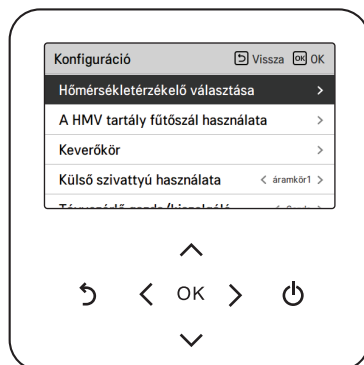 Konfiguráció Vissza OK OK
Hőmérsékletérzékelő választása
A HMV tartály fűtőszál használata
Keverőkör
Külső szivattyú használata áramkör1
OK